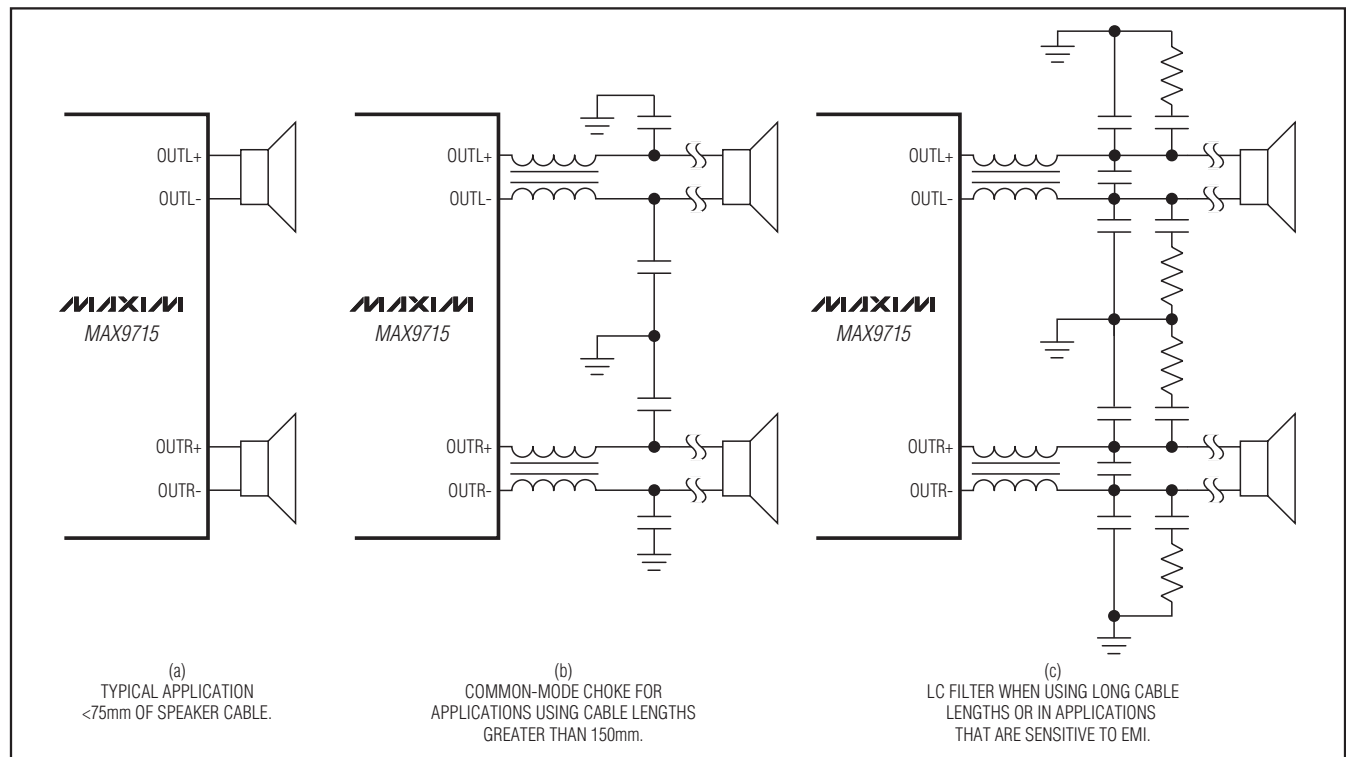 OUTL+
OUTL-
MAXIM
MAX9715
OUTR+
OUTR-
(a)
TYPICAL APPLICATION
<75mm OF SPEAKER CABLE.
OUTL+
OUTL-
MAXIM
MAX9715
OUTR+
OUTR-
(b)
COMMON-MODE CHOKE FOR
APPLICATIONS USING CABLE LENGTHS
GREATER THAN 150mm.
OUTL+
OUTL-
MAXIM
MAX9715
OUTR+
OUTR-
(c)
LC FILTER WHEN USING LONG CABLE
LENGTHS OR IN APPLICATIONS
THAT ARE SENSITIVE TO EMI.